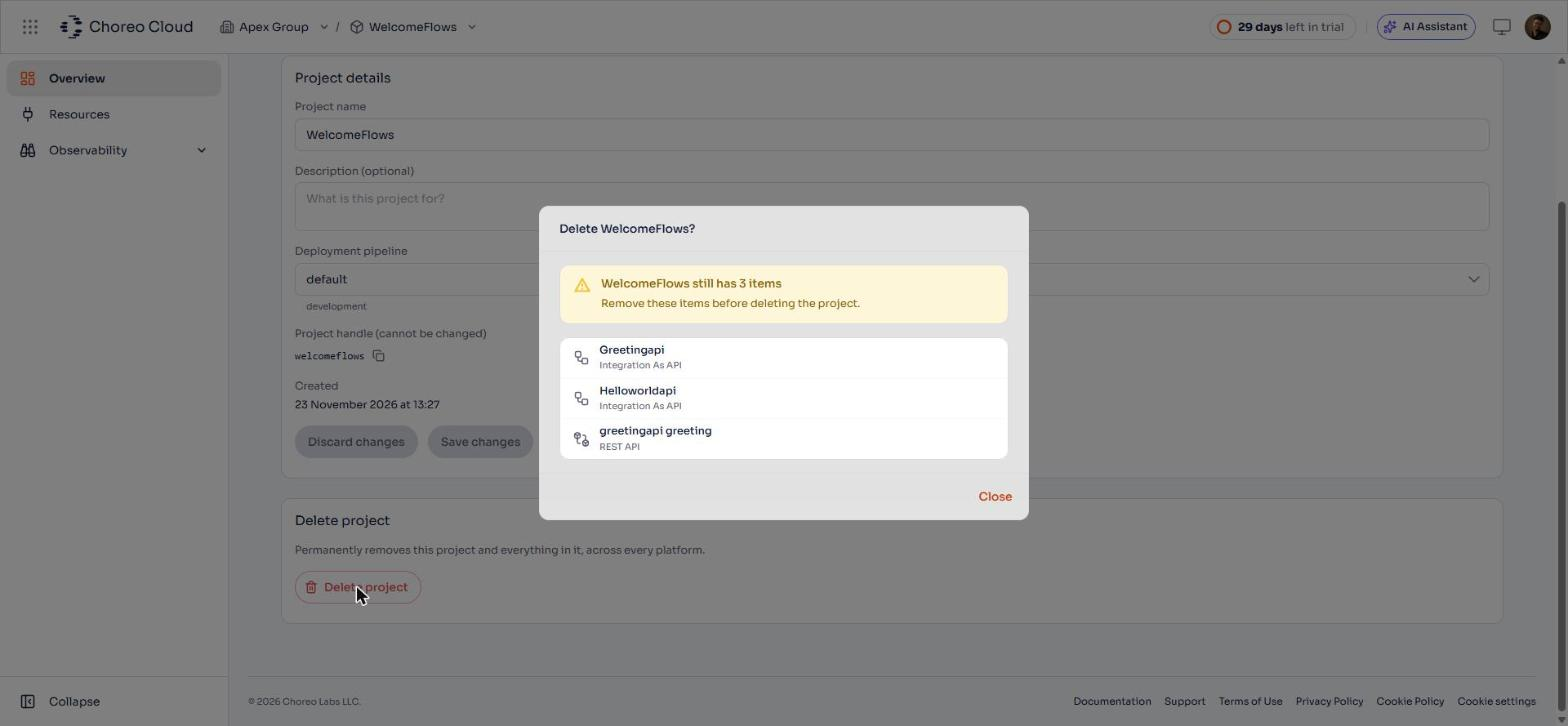 Choreo Cloud
Apex Group / WelcomeFlows
29 days left in trial
AI Assistant
Overview
Resources
Observability
Collapse
Project details
Project name
WelcomeFlows
Description (optional)
What is this project for?
Deployment pipeline
default
development
Project handle (cannot be changed)
welcomeflows
Created
23 November 2026 at 13:27
Discard changes
Save changes
Delete project
Permanently removes this project and everything in it, across every platform.
Delete project
Delete WelcomeFlows?
WelcomeFlows still has 3 items
Remove these items before deleting the project.
Greetingapi
Integration As API
Helloworldapi
Integration As API
greetingapi greeting
REST API
Close
© 2026 Choreo Labs LLC.
Documentation Support Terms of Use Privacy Policy Cookie Policy Cookie settings